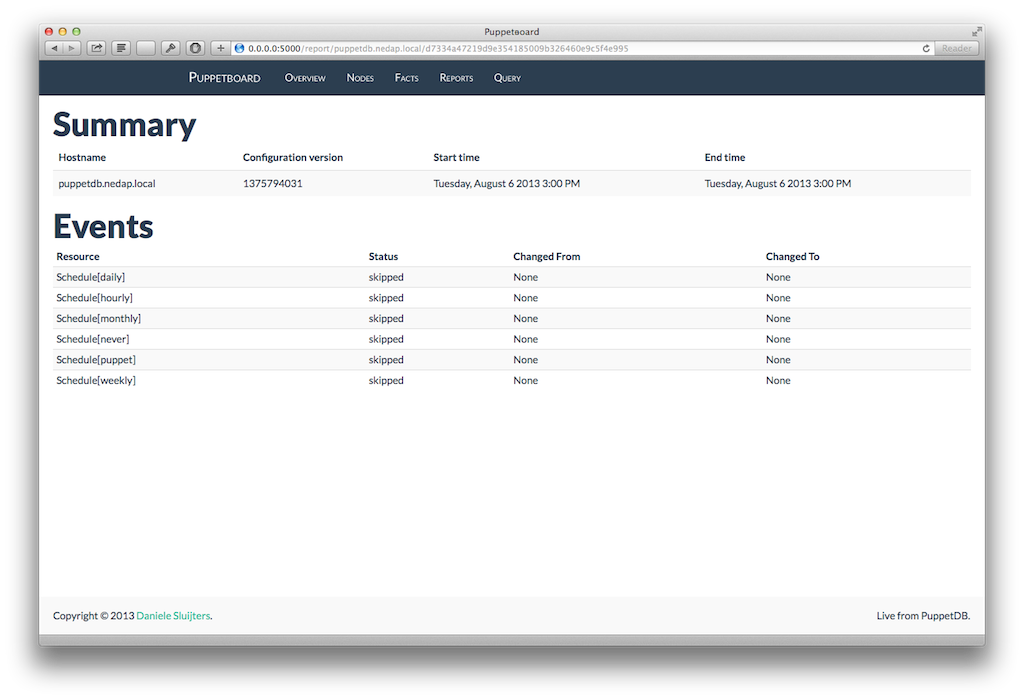 Puppetboard
0.0.0.0:5000/report/puppetdb.nedap.local/d7334a47219d9e354185009b326460e9c5f4e995 Reader
Puppetboard Overview Nodes Facts Reports Query
Summary
Hostname Configuration version Start time End time
puppetdb.nedap.local 1375794031 Tuesday, August 6 2013 3:00 PM Tuesday, August 6 2013 3:00 PM
Events
Resource Status Changed From Changed To
Schedule[daily] skipped None None
Schedule[hourly] skipped None None
Schedule[monthly] skipped None None
Schedule[never] skipped None None
Schedule[puppet] skipped None None
Schedule[weekly] skipped None None
Copyright © 2013 Daniele Sluijters. Live from PuppetDB.